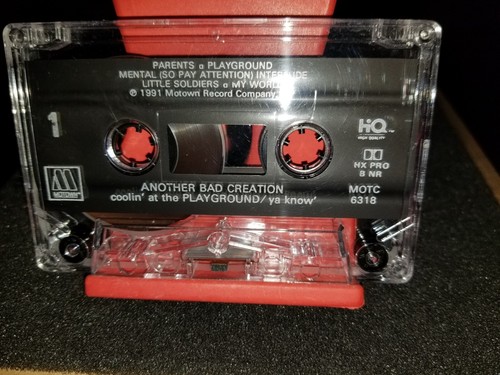 PARENTS ¤ PLAYGROUND
MENTAL (SO PAY ATTENTION) INTERLUDE
LITTLE SOLDIERS ¤ MY WORLD
℗ 1991 Motown Record Company
1
HQ
HIGH QUALITY
HX PRO
B NR
M
MOTOWN
ANOTHER BAD CREATION
coolin' at the PLAYGROUND/ya know'
MOTC
6318